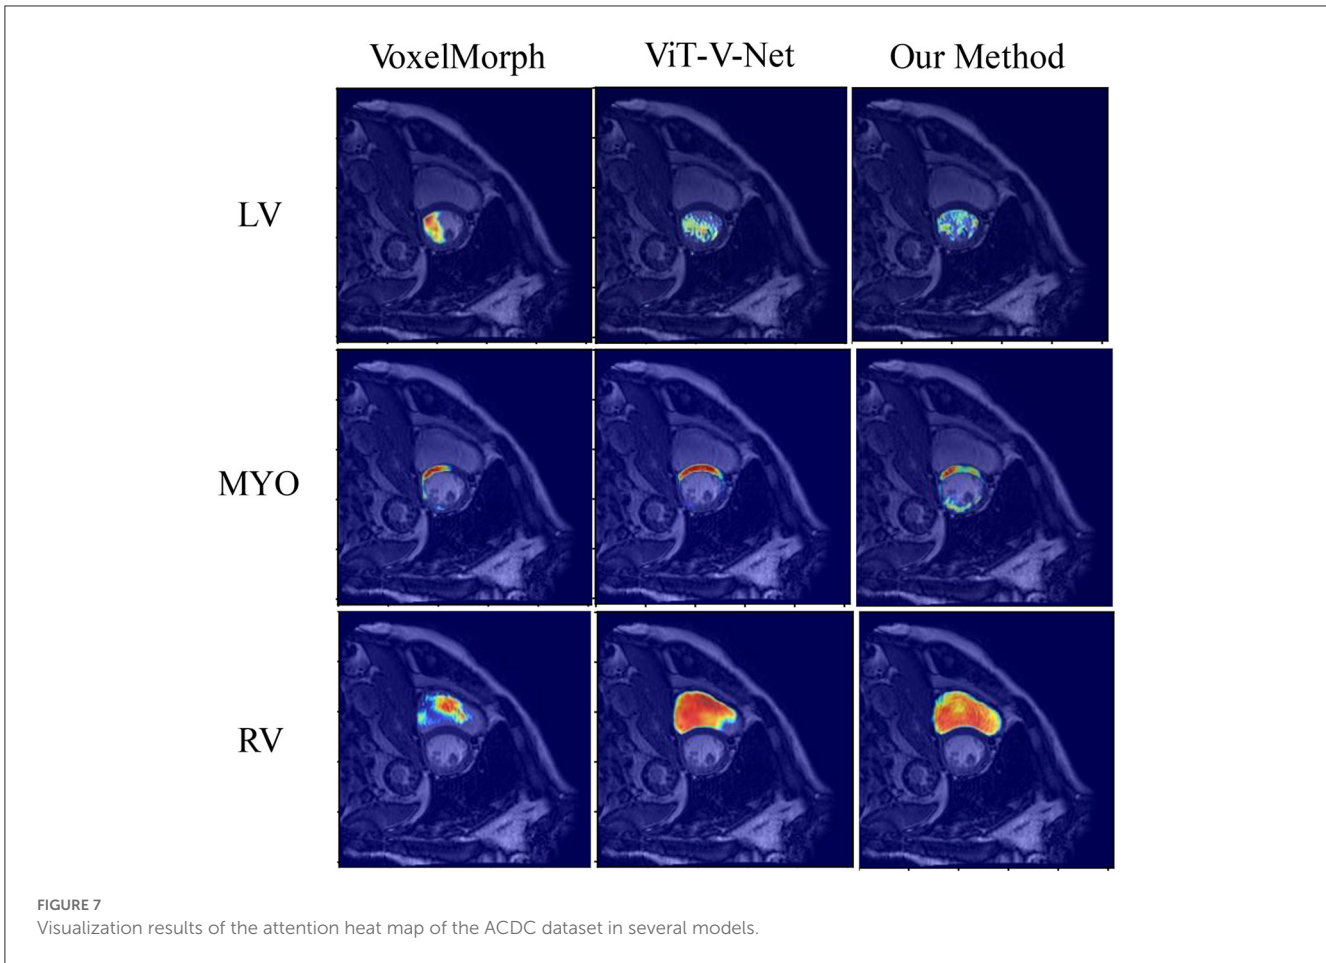 VoxelMorph ViT-V-Net Our Method
LV
MYO
RV
FIGURE 7
Visualization results of the attention heat map of the ACDC dataset in several models.